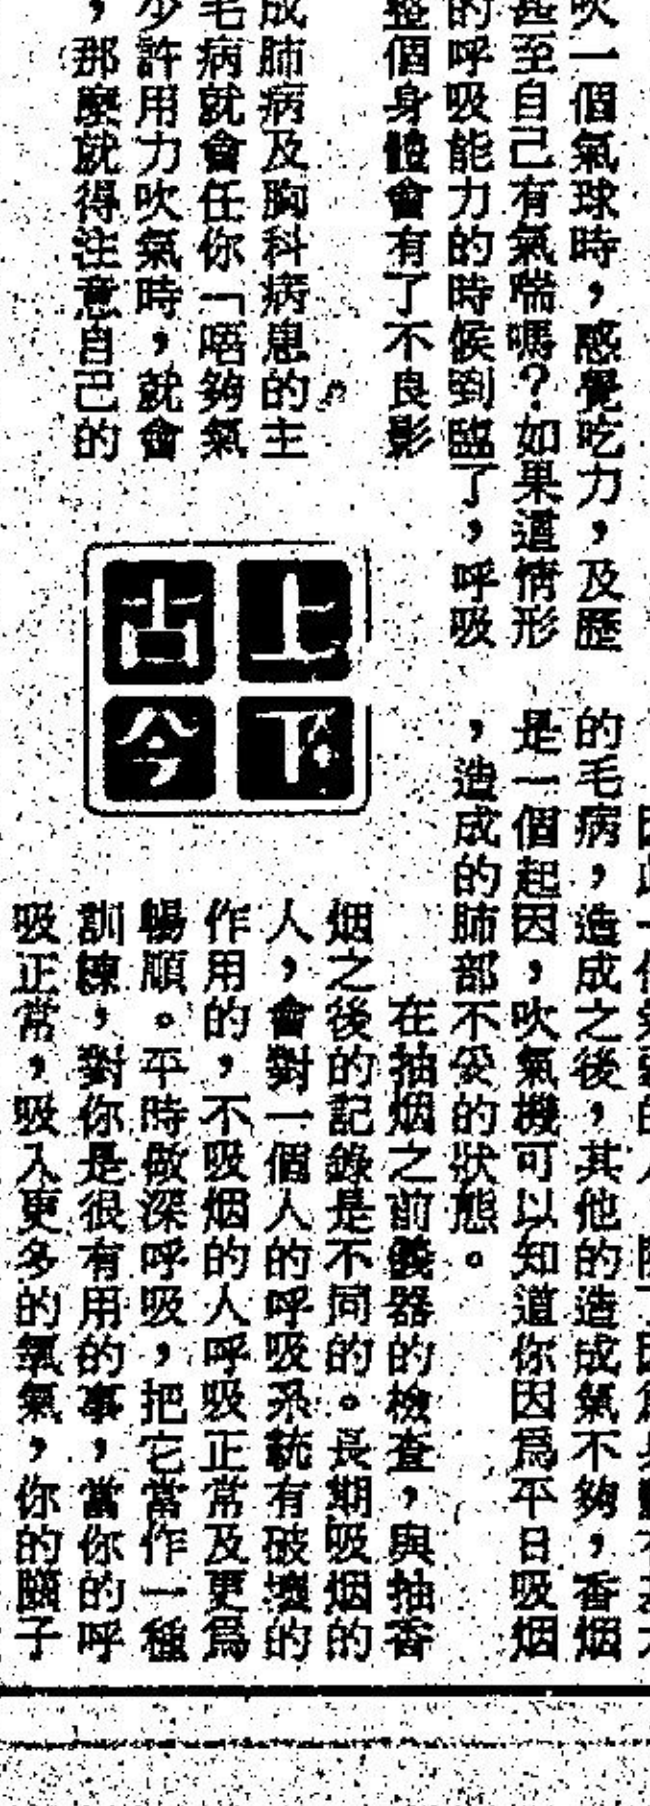 吹一個氣球時，感覺吃力，及歷
甚至自己有氣喘嗎？如果這情形
的呼吸能力的時候到臨了，呼吸
整個身體會有了不良影
成肺病及胸科病患的主
毛病就會任你「唔夠氣
少許用力吹氣時，就會
，那麼就得注意自己的
上下
古今
的毛病，造成之後，其他的造成氣不夠，香烟
是一個起因，吹氣機可以知道你因爲平日吸烟
，造成的肺部不妥的狀態。
在抽烟之前儀器的檢查，與抽香
烟之後的記錄是不同的。長期吸烟的
人，會對一個人的呼吸系統有破壞的
作用的，不吸烟的人呼吸正常及更爲
暢順。平時做深呼吸，把它當作一種
訓練，對你是很有用的事，當你的呼
吸正常，吸入更多的氧氣，你的腦子